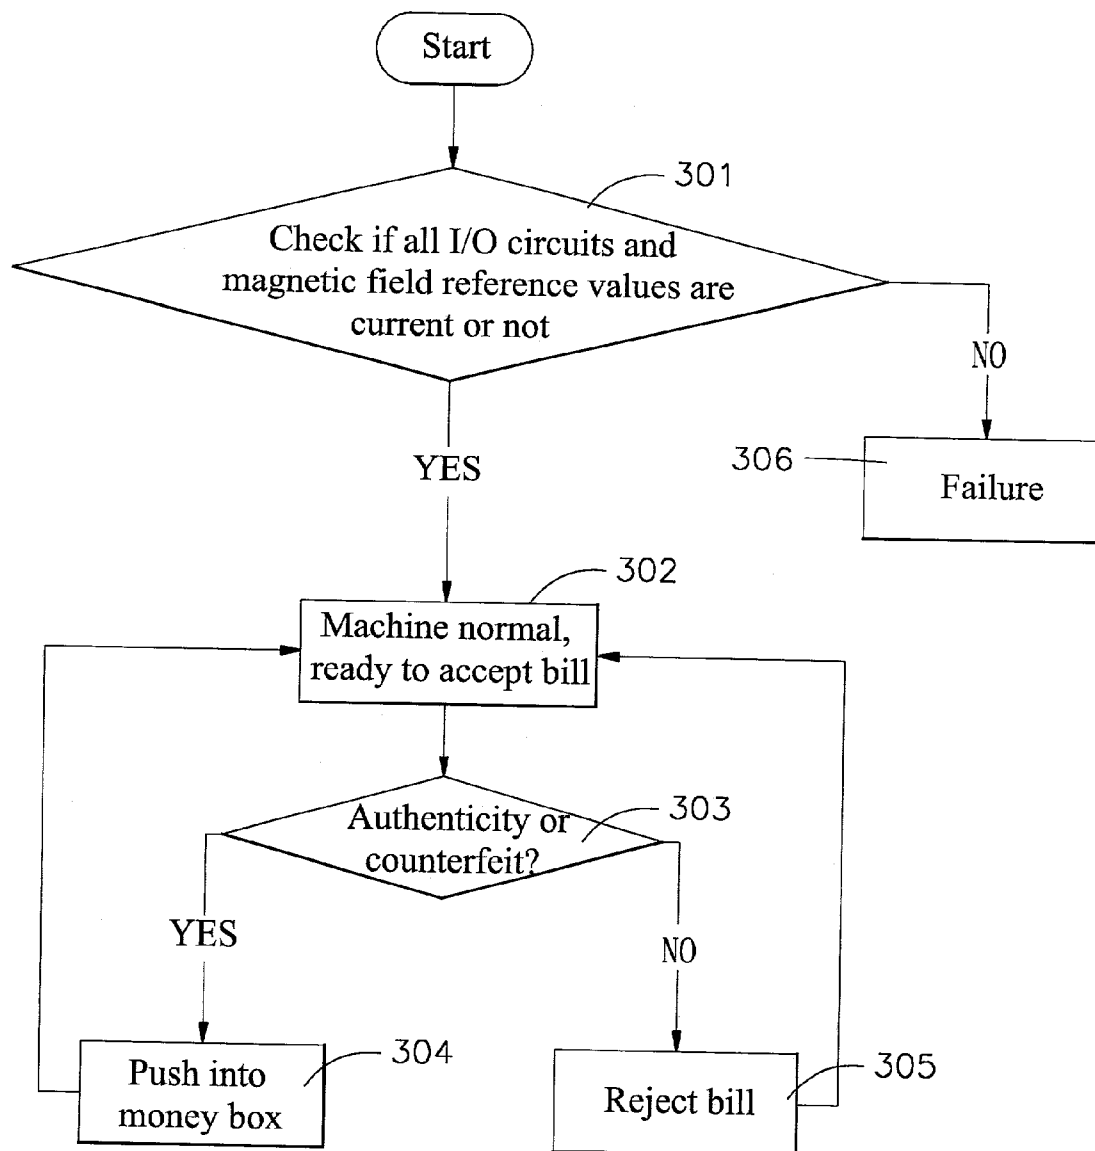 Start
301
Check if all I/O circuits and
magnetic field reference values are
current or not
NO
YES
306
Failure
302
Machine normal,
ready to accept bill
303
Authenticity or
counterfeit?
YES
NO
304
Push into
money box
305
Reject bill